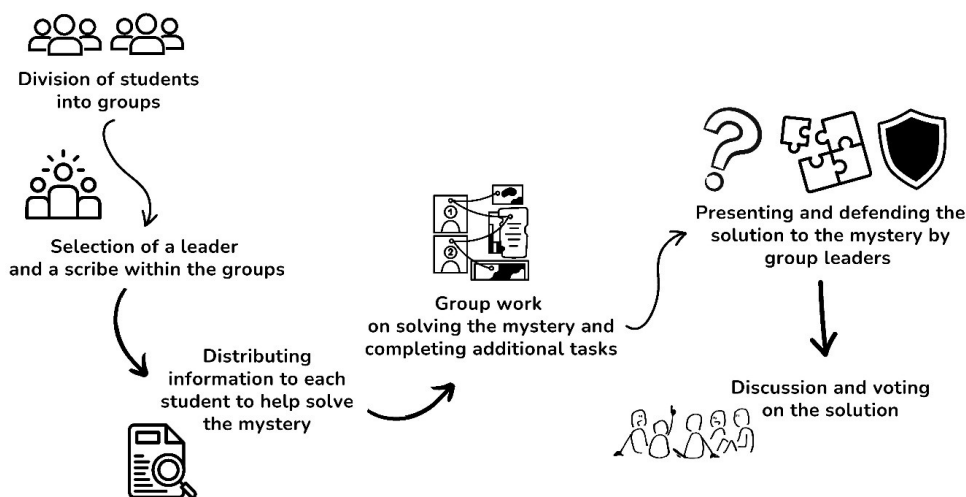 Division of students
into groups
Selection of a leader
and a scribe within the groups
Distributing
information to each
student to help solve
the mystery
1
2
Group work
on solving the mystery and
completing additional tasks
?
Presenting and defending the
solution to the mystery by
group leaders
Discussion and voting
on the solution